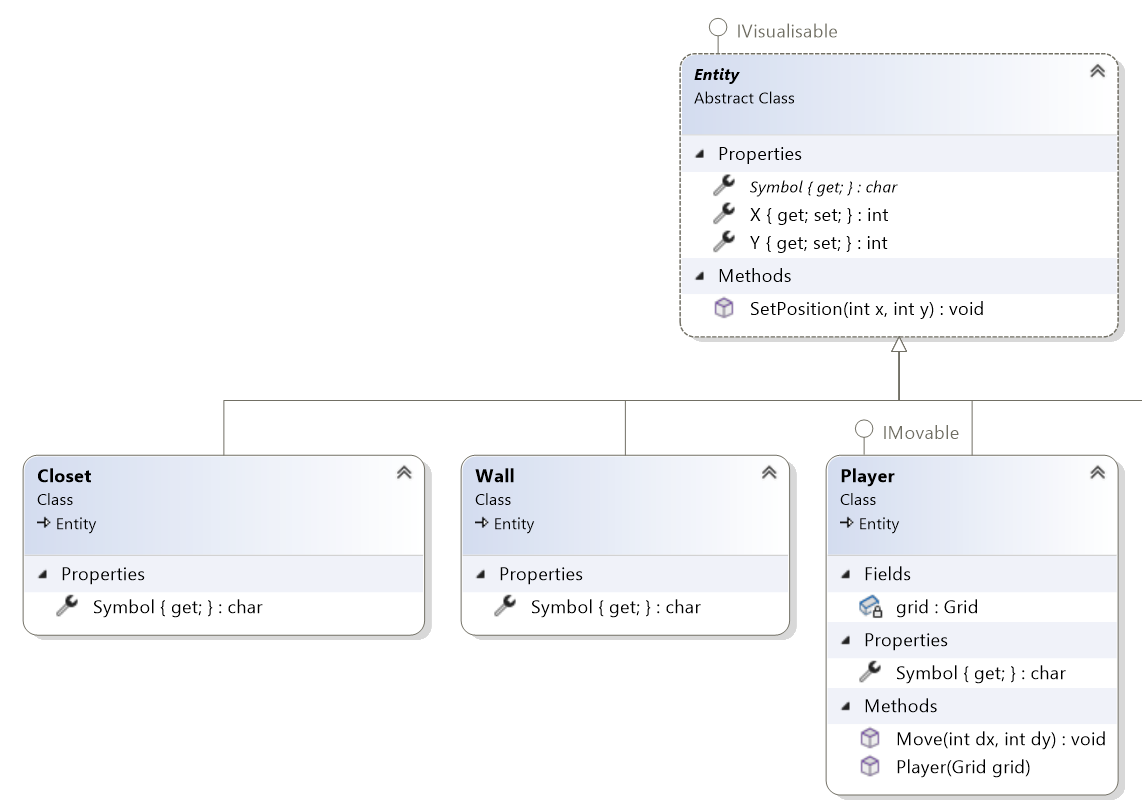 IVisualisable
Entity
Abstract Class
Properties
Symbol { get; } : char
X { get; set; } : int
Y { get; set; } : int
Methods
SetPosition(int x, int y) : void
Closet
Class
Entity
Properties
Symbol { get; } : char
Wall
Class
Entity
Properties
Symbol { get; } : char
IMovable
Player
Class
Entity
Fields
grid : Grid
Properties
Symbol { get; } : char
Methods
Move(int dx, int dy) : void
Player(Grid grid)